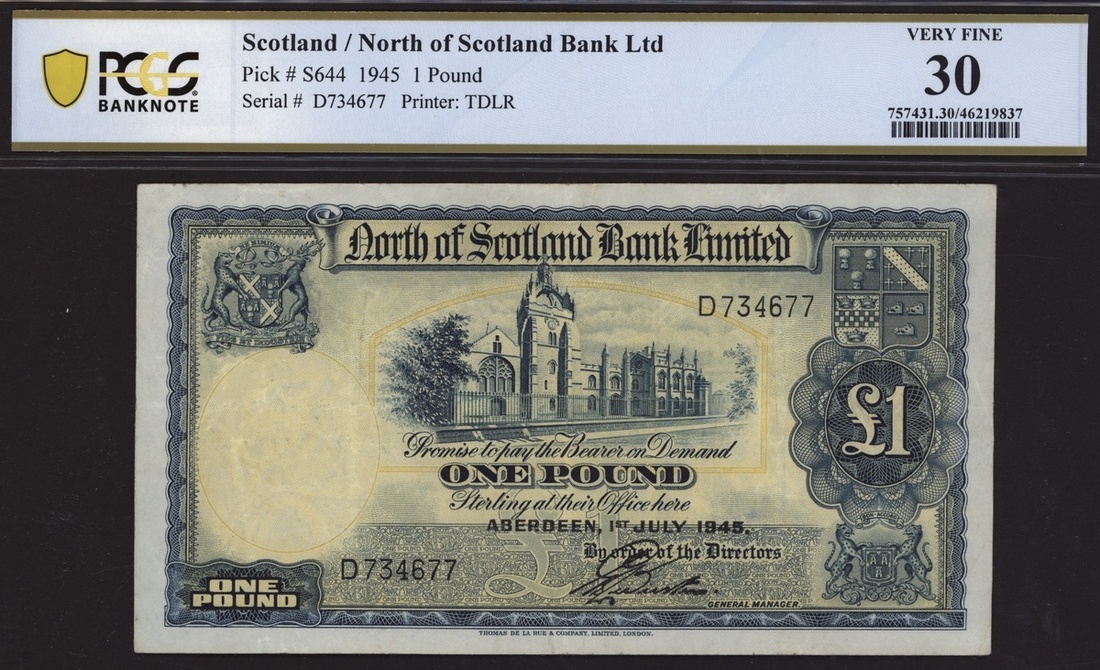 PCGS
BANKNOTE
Scotland / North of Scotland Bank Ltd
Pick # S644 1945 1 Pound
Serial # D734677 Printer: TDLR
VERY FINE
30
757431.30/46219837
North of Scotland Bank Limited
D734677
£1
Promise to pay the Bearer on Demand
ONE POUND
Sterling at their Office here
ABERDEEN, 1ST JULY 1945.
By order of the Directors
D734677
GENERAL MANAGER
ONE
POUND
THOMAS DE LA RUE & COMPANY, LIMITED, LONDON.